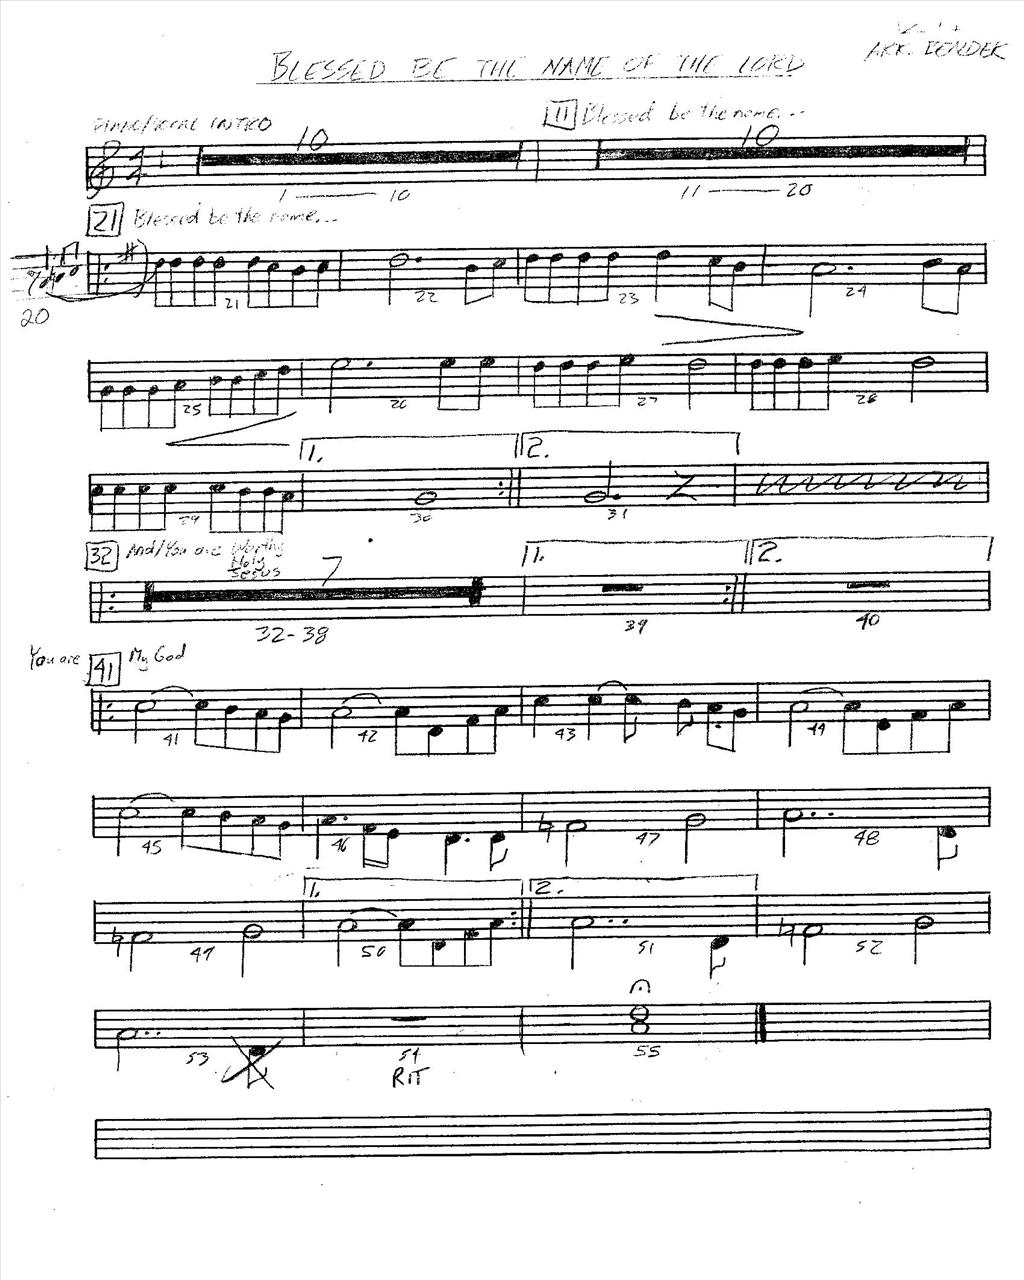 ARR. BENDER
BLESSED BE THE NAME OF THE LORD
INTRO
11 Blessed be the name...
10 10
1 — 10 11 — 20
21 Blessed be the name...
20
21 22 23 24
25 26 27 28
1. 2.
29 30 31
32 And/You are Worthy
Holy
Jesus
7 1. 2.
32-38 39 40
You are 41 My God
41 42 43 44
45 46 47 48
1. 2.
49 50 51 52
53 54 55
RIT